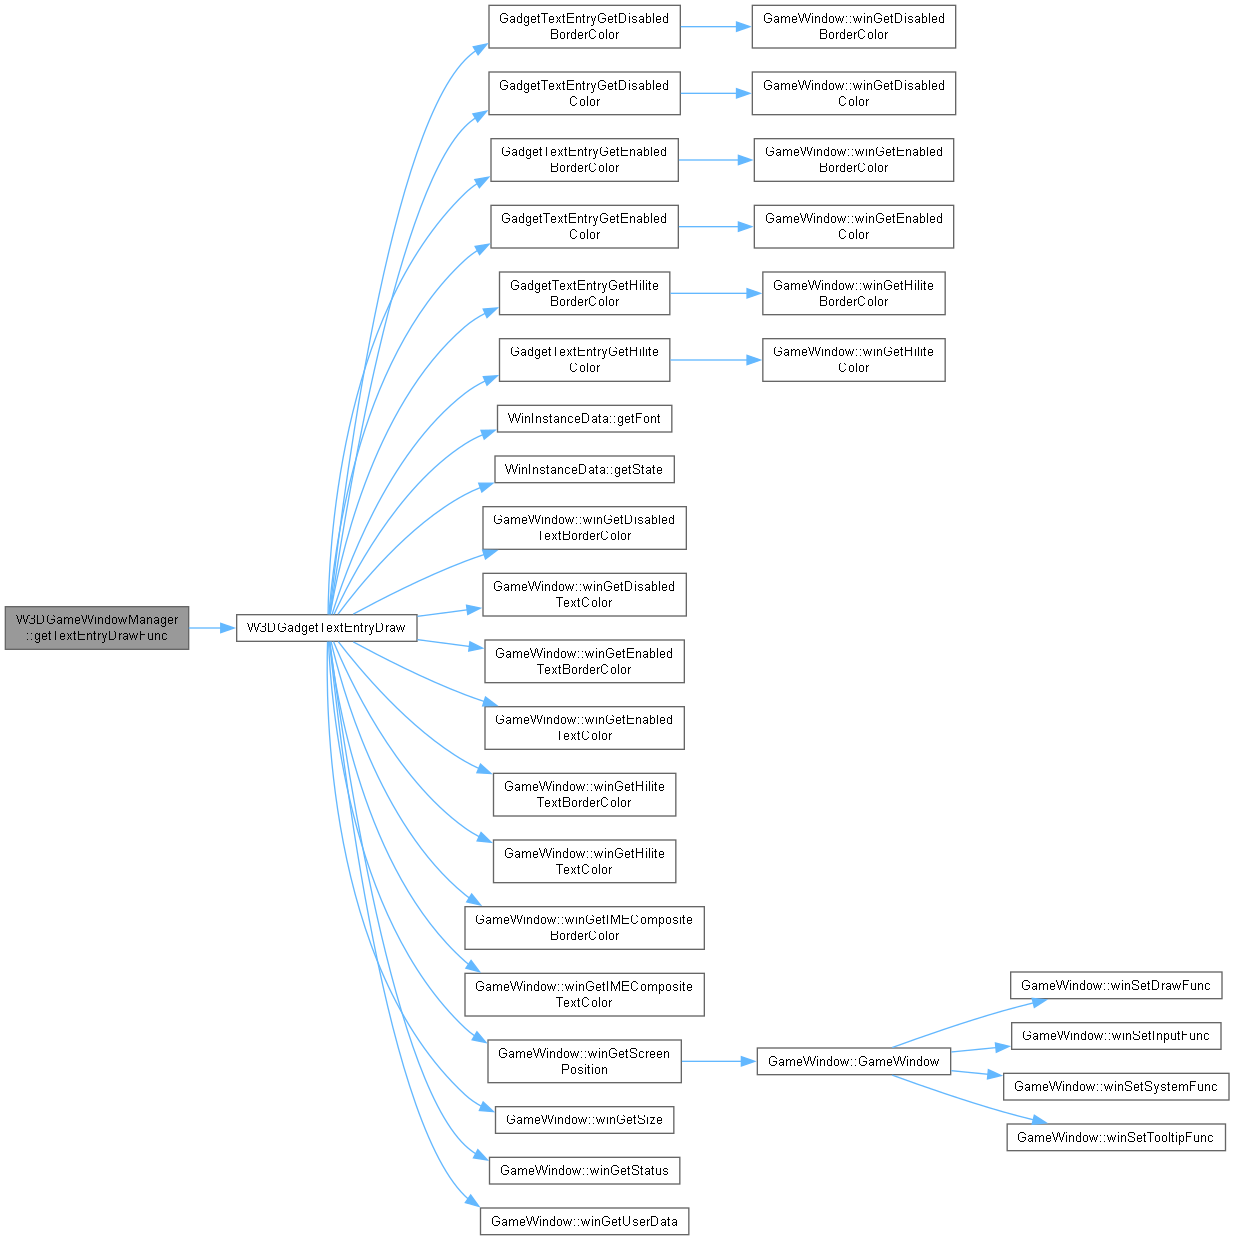 W3DGameWindowManager
::getTextEntryDrawFunc
W3DGadgetTextEntryDraw
GadgetTextEntryGetDisabled
BorderColor
GameWindow::winGetDisabled
BorderColor
GadgetTextEntryGetDisabled
Color
GameWindow::winGetDisabled
Color
GadgetTextEntryGetEnabled
BorderColor
GameWindow::winGetEnabled
BorderColor
GadgetTextEntryGetEnabled
Color
GameWindow::winGetEnabled
Color
GadgetTextEntryGetHilite
BorderColor
GameWindow::winGetHilite
BorderColor
GadgetTextEntryGetHilite
Color
GameWindow::winGetHilite
Color
WinInstanceData::getFont
WinInstanceData::getState
GameWindow::winGetDisabled
TextBorderColor
GameWindow::winGetDisabled
TextColor
GameWindow::winGetEnabled
TextBorderColor
GameWindow::winGetEnabled
TextColor
GameWindow::winGetHilite
TextBorderColor
GameWindow::winGetHilite
TextColor
GameWindow::winGetIMEComposite
BorderColor
GameWindow::winGetIMEComposite
TextColor
GameWindow::winGetScreen
Position
GameWindow::GameWindow
GameWindow::winSetDrawFunc
GameWindow::winSetInputFunc
GameWindow::winSetSystemFunc
GameWindow::winSetTooltipFunc
GameWindow::winGetSize
GameWindow::winGetStatus
GameWindow::winGetUserData